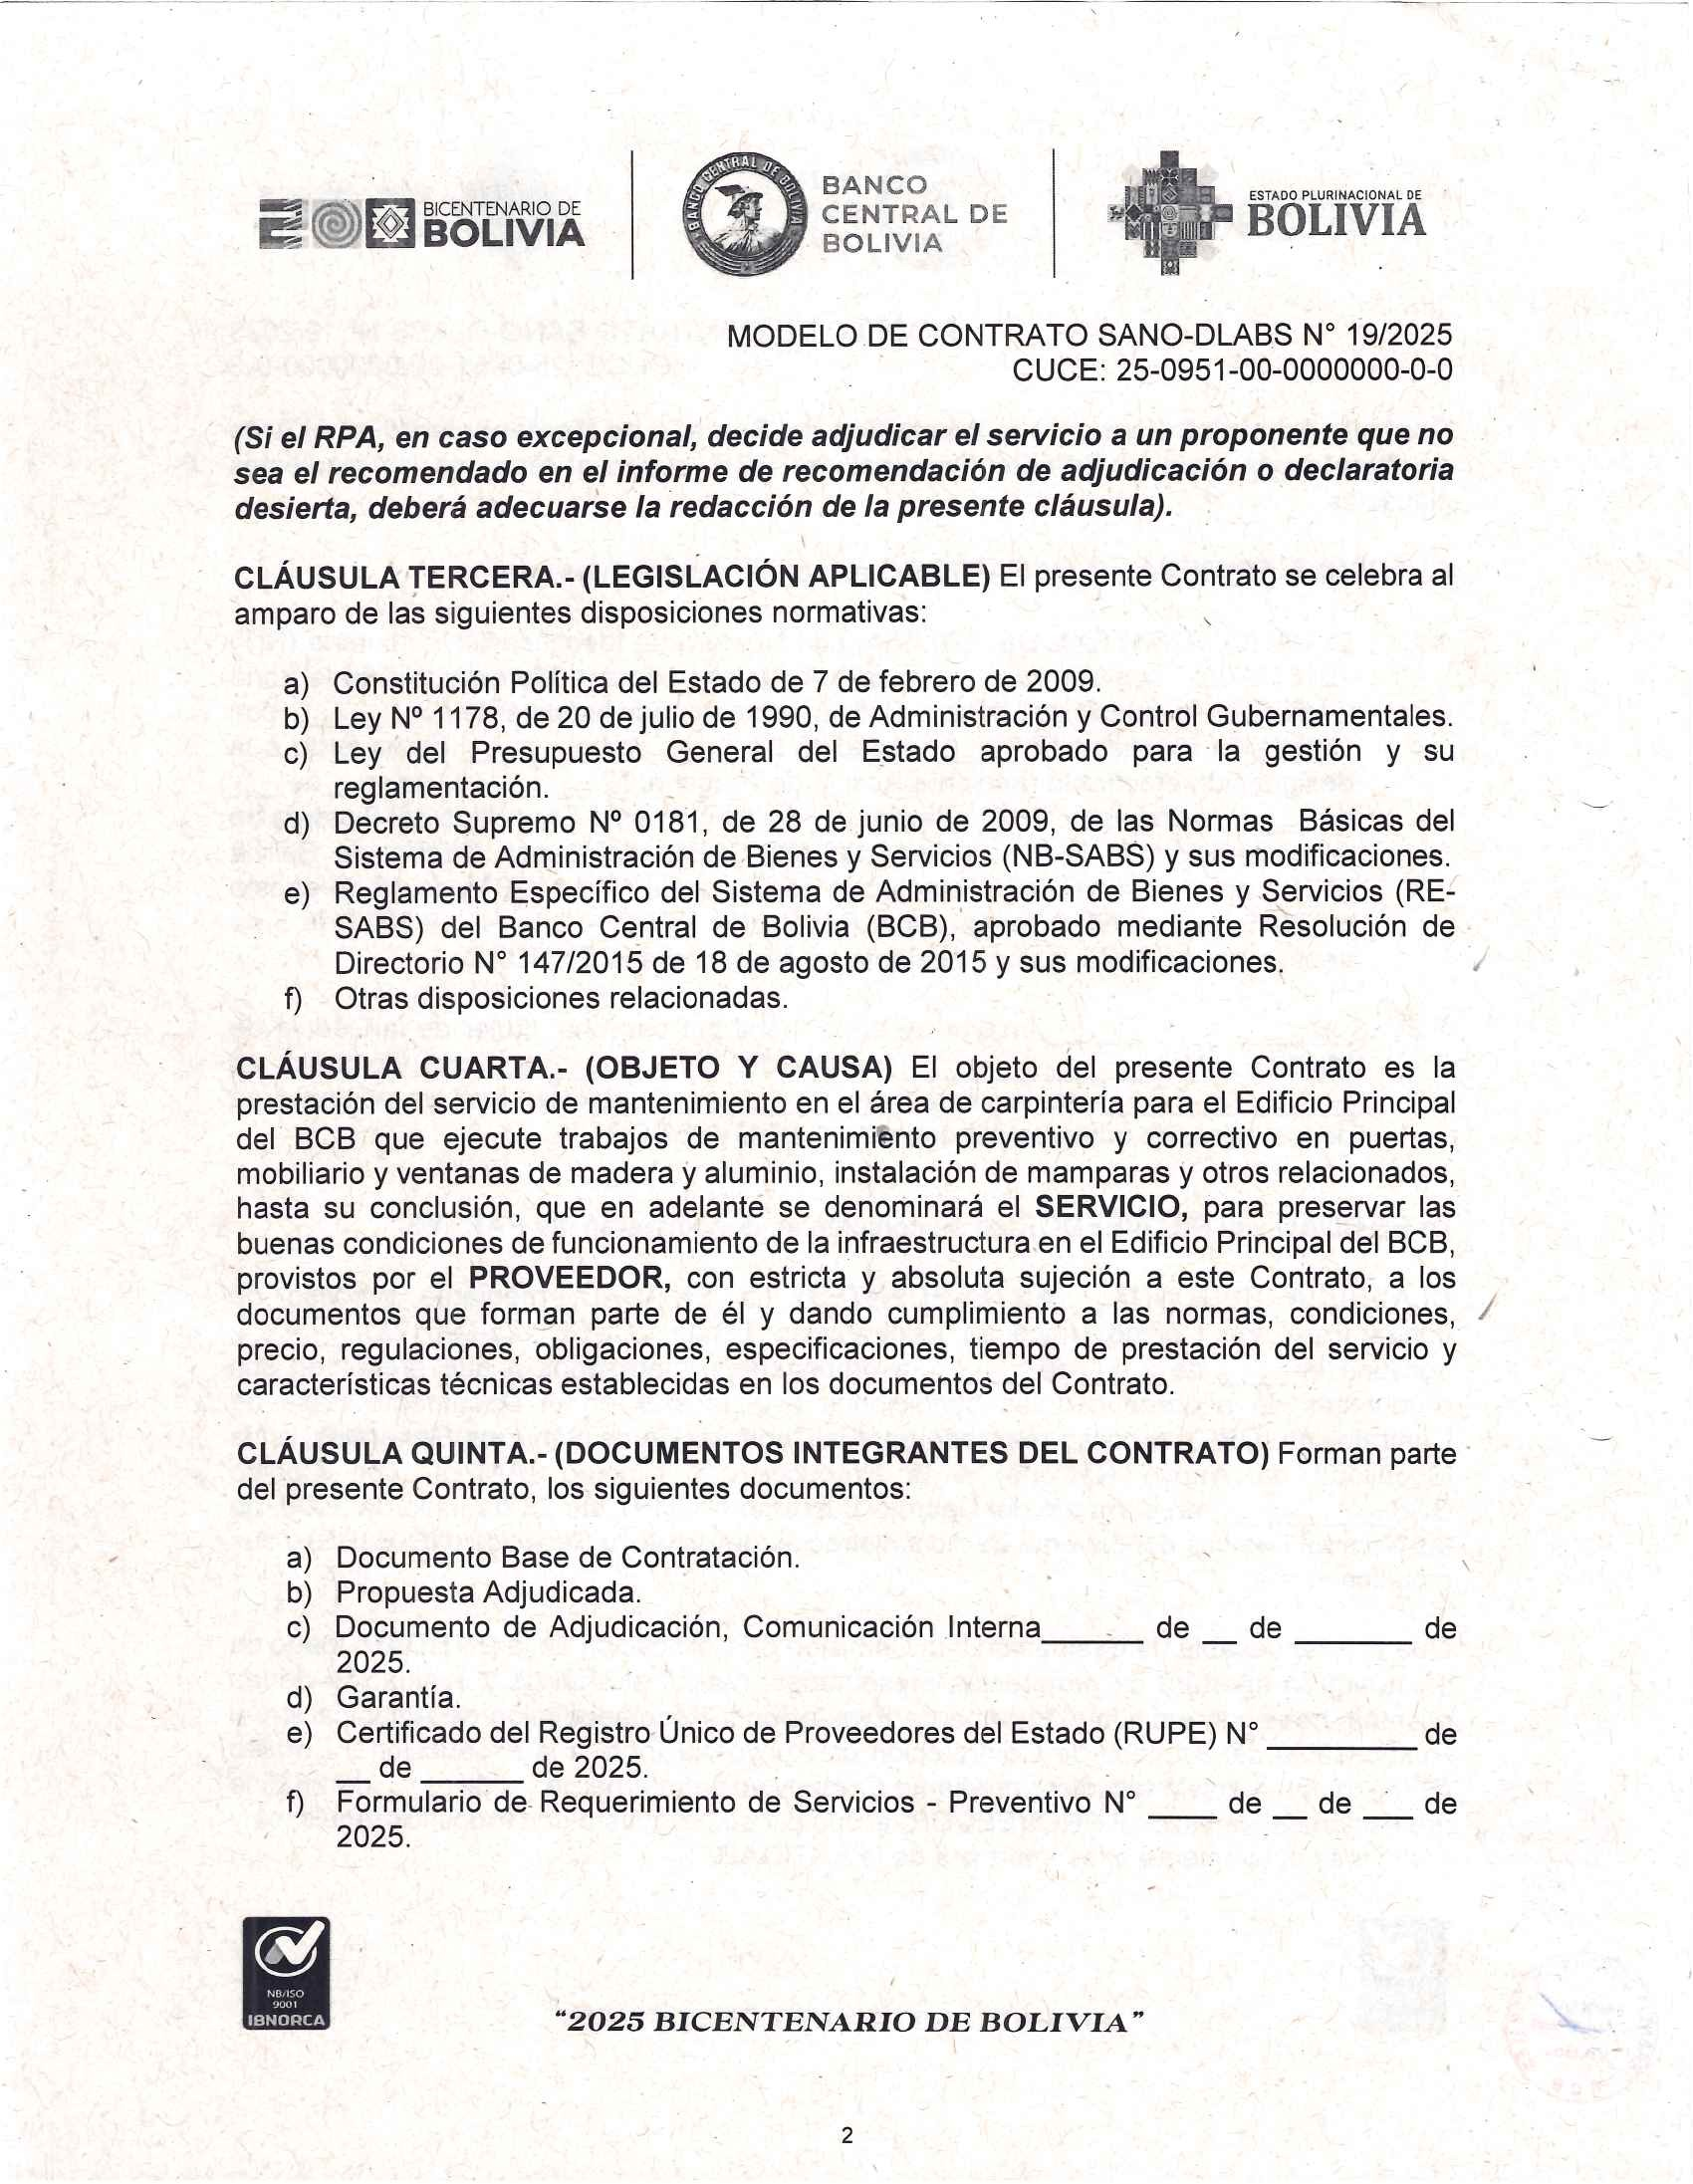 BICENTENARIO DE
BOLIVIA
BANCO CENTRAL DE BOLIVIA
BANCO
CENTRAL DE
BOLIVIA
ESTADO PLURINACIONAL DE
BOLIVIA
MODELO DE CONTRATO SANO-DLABS N° 19/2025
CUCE: 25-0951-00-0000000-0-0
(Si el RPA, en caso excepcional, decide adjudicar el servicio a un proponente que no
sea el recomendado en el informe de recomendación de adjudicación o declaratoria
desierta, deberá adecuarse la redacción de la presente cláusula).
CLÁUSULA TERCERA.- (LEGISLACIÓN APLICABLE) El presente Contrato se celebra al
amparo de las siguientes disposiciones normativas:
a) Constitución Política del Estado de 7 de febrero de 2009.
b) Ley Nº 1178, de 20 de julio de 1990, de Administración y Control Gubernamentales.
c) Ley del Presupuesto General del Estado aprobado para la gestión y su
reglamentación.
d) Decreto Supremo Nº 0181, de 28 de junio de 2009, de las Normas Básicas del
Sistema de Administración de Bienes y Servicios (NB-SABS) y sus modificaciones.
e) Reglamento Específico del Sistema de Administración de Bienes y Servicios (RE-
SABS) del Banco Central de Bolivia (BCB), aprobado mediante Resolución de
Directorio N° 147/2015 de 18 de agosto de 2015 y sus modificaciones.
f) Otras disposiciones relacionadas.
CLÁUSULA CUARTA.- (OBJETO Y CAUSA) El objeto del presente Contrato es la
prestación del servicio de mantenimiento en el área de carpintería para el Edificio Principal
del BCB que ejecute trabajos de mantenimiento preventivo y correctivo en puertas,
mobiliario y ventanas de madera y aluminio, instalación de mamparas y otros relacionados,
hasta su conclusión, que en adelante se denominará el SERVICIO, para preservar las
buenas condiciones de funcionamiento de la infraestructura en el Edificio Principal del BCB,
provistos por el PROVEEDOR, con estricta y absoluta sujeción a este Contrato, a los
documentos que forman parte de él y dando cumplimiento a las normas, condiciones,
precio, regulaciones, obligaciones, especificaciones, tiempo de prestación del servicio y
características técnicas establecidas en los documentos del Contrato.
CLÁUSULA QUINTA.- (DOCUMENTOS INTEGRANTES DEL CONTRATO) Forman parte
del presente Contrato, los siguientes documentos:
a) Documento Base de Contratación.
b) Propuesta Adjudicada.
c) Documento de Adjudicación, Comunicación Interna______ de __ de _______ de
2025.
d) Garantía.
e) Certificado del Registro Único de Proveedores del Estado (RUPE) N° _________ de
__ de ______ de 2025.
f) Formulario de Requerimiento de Servicios - Preventivo N° ____ de __ de ___ de
2025.
NB/ISO
9001
IBNORCA
“2025 BICENTENARIO DE BOLIVIA”
2